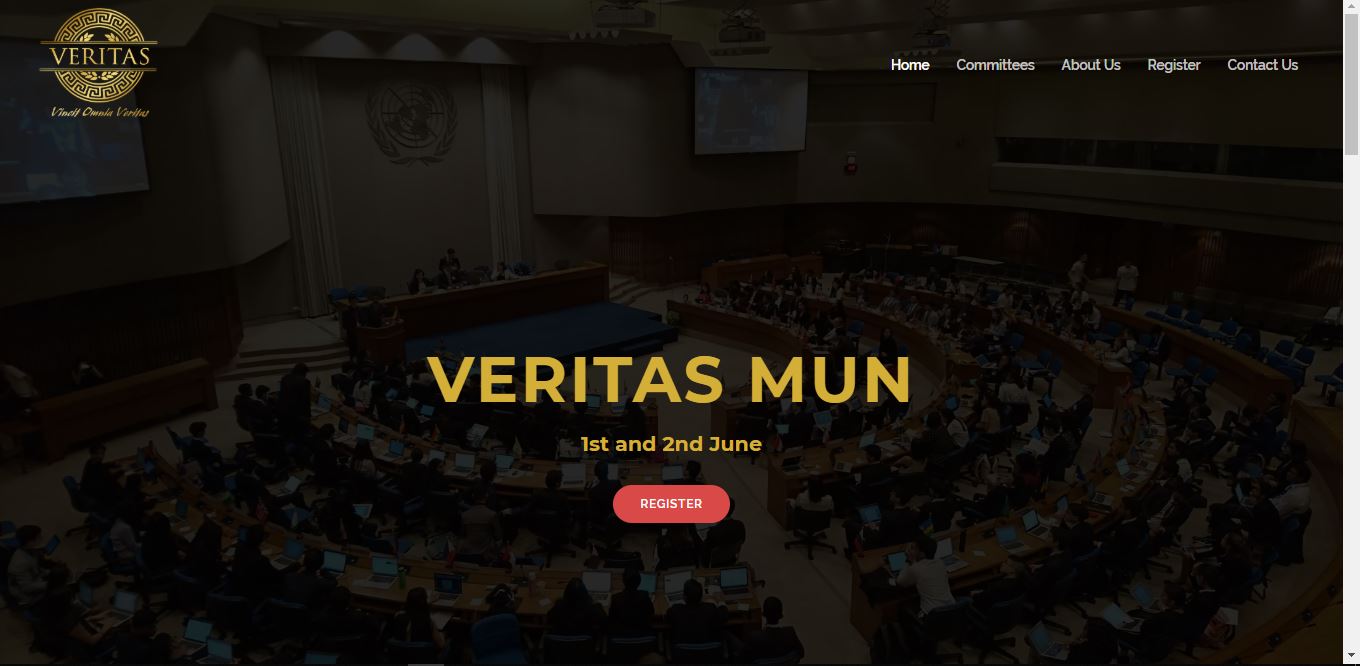 VERITAS
Vincit Omnia Veritas
Home Committees About Us Register Contact Us
VERITAS MUN
1st and 2nd June
REGISTER